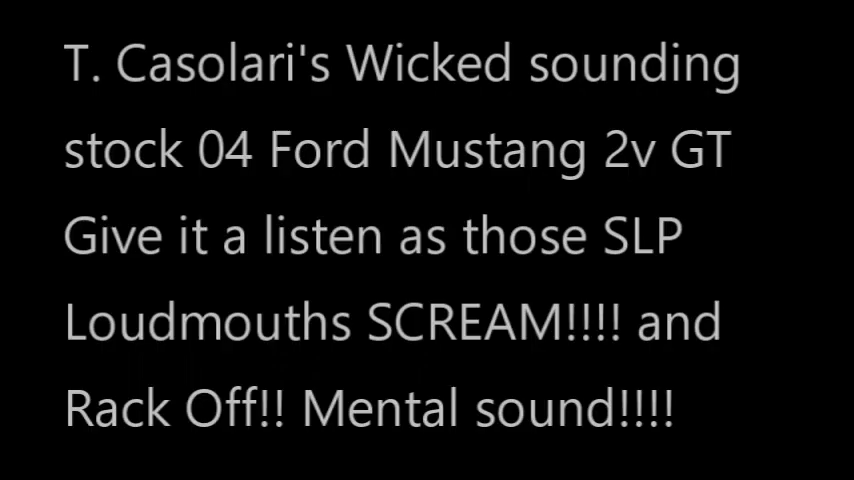 T. Casolari's Wicked sounding
stock 04 Ford Mustang 2v GT
Give it a listen as those SLP
Loudmouths SCREAM!!!! and
Rack Off!! Mental sound!!!!